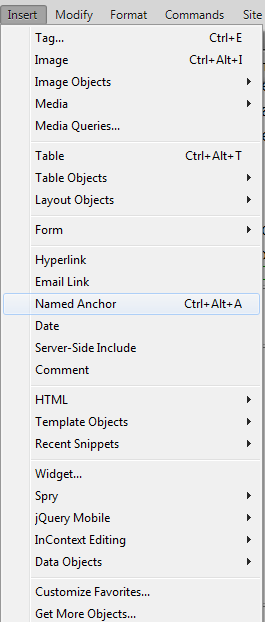 Insert Modify Format Commands Site
Tag... Ctrl+E
Image Ctrl+Alt+I
Image Objects
Media
Media Queries...
Table Ctrl+Alt+T
Table Objects
Layout Objects
Form
Hyperlink
Email Link
Named Anchor Ctrl+Alt+A
Date
Server-Side Include
Comment
HTML
Template Objects
Recent Snippets
Widget...
Spry
jQuery Mobile
InContext Editing
Data Objects
Customize Favorites...
Get More Objects...